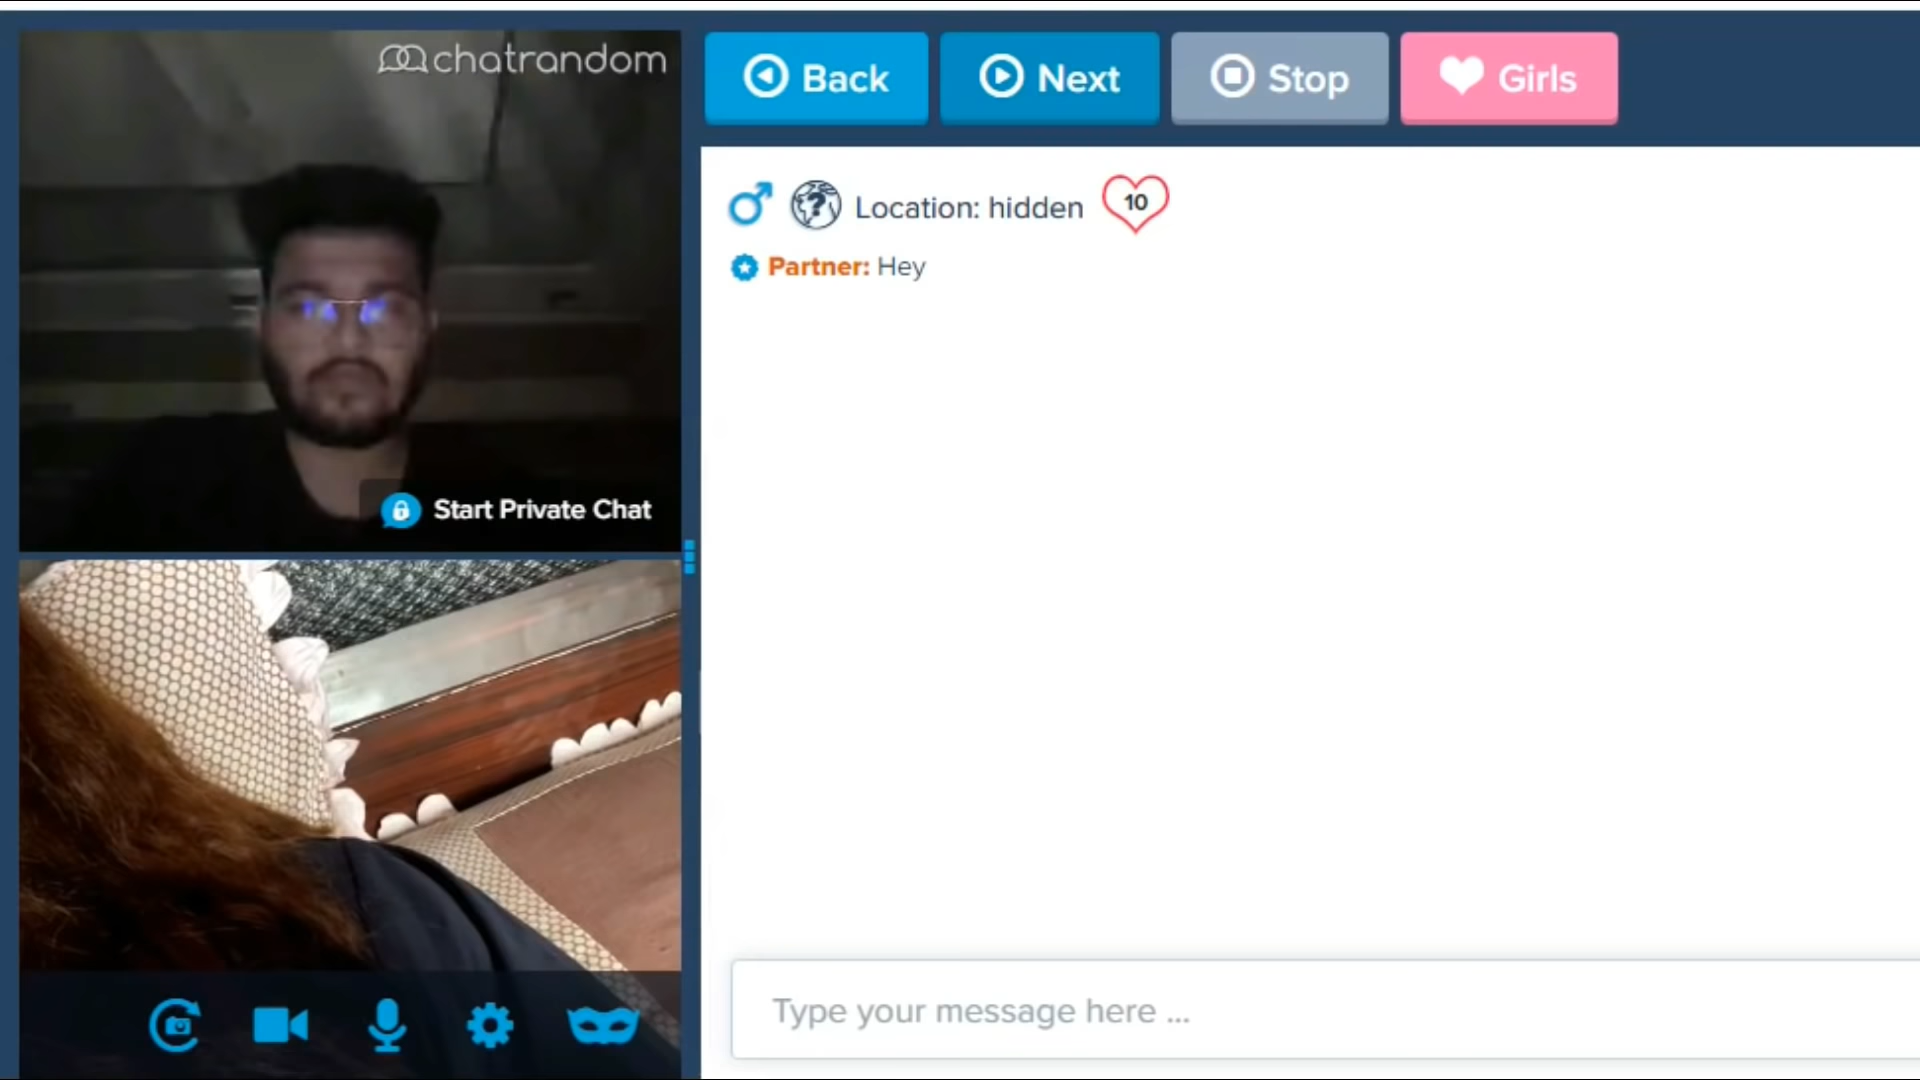 chatrandom
Back Next Stop Girls
Location: hidden 10
Partner: Hey
Start Private Chat
Type your message here ...